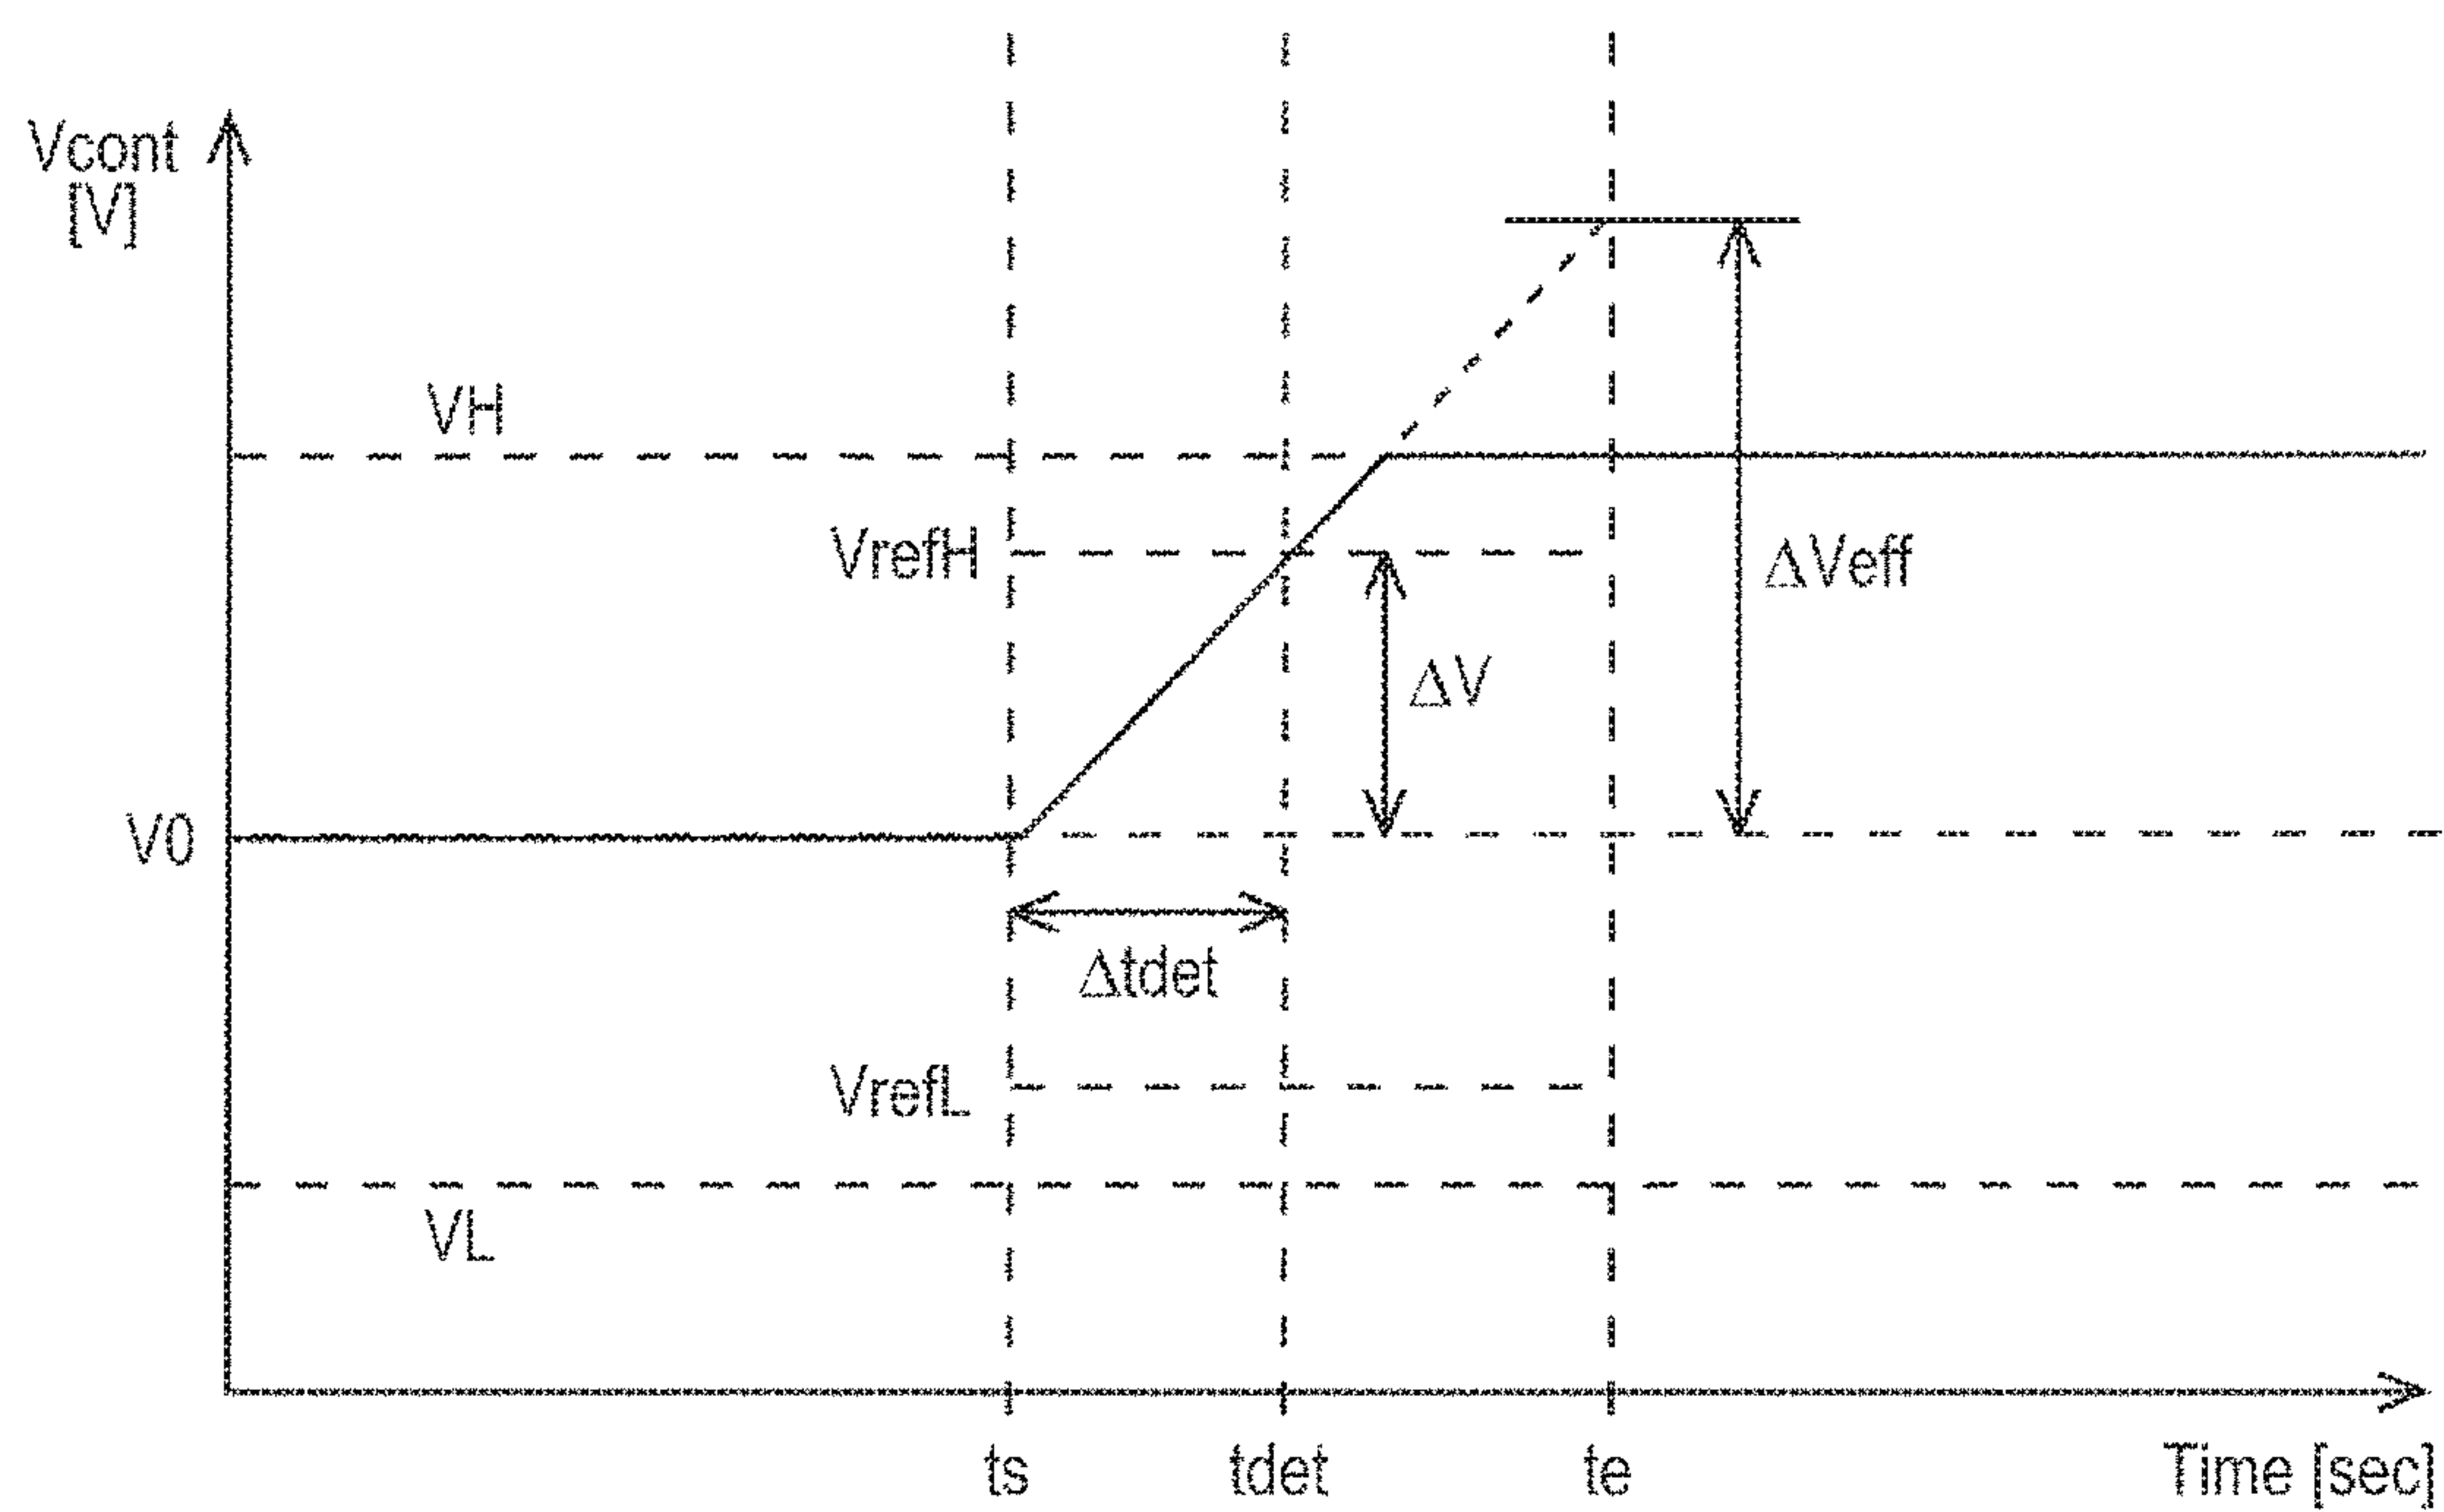 Vcont
[V]
VH
VrefH
ΔVeff
ΔV
V0
Δtdet
VrefL
VL
ts
tdet
te
Time [sec]